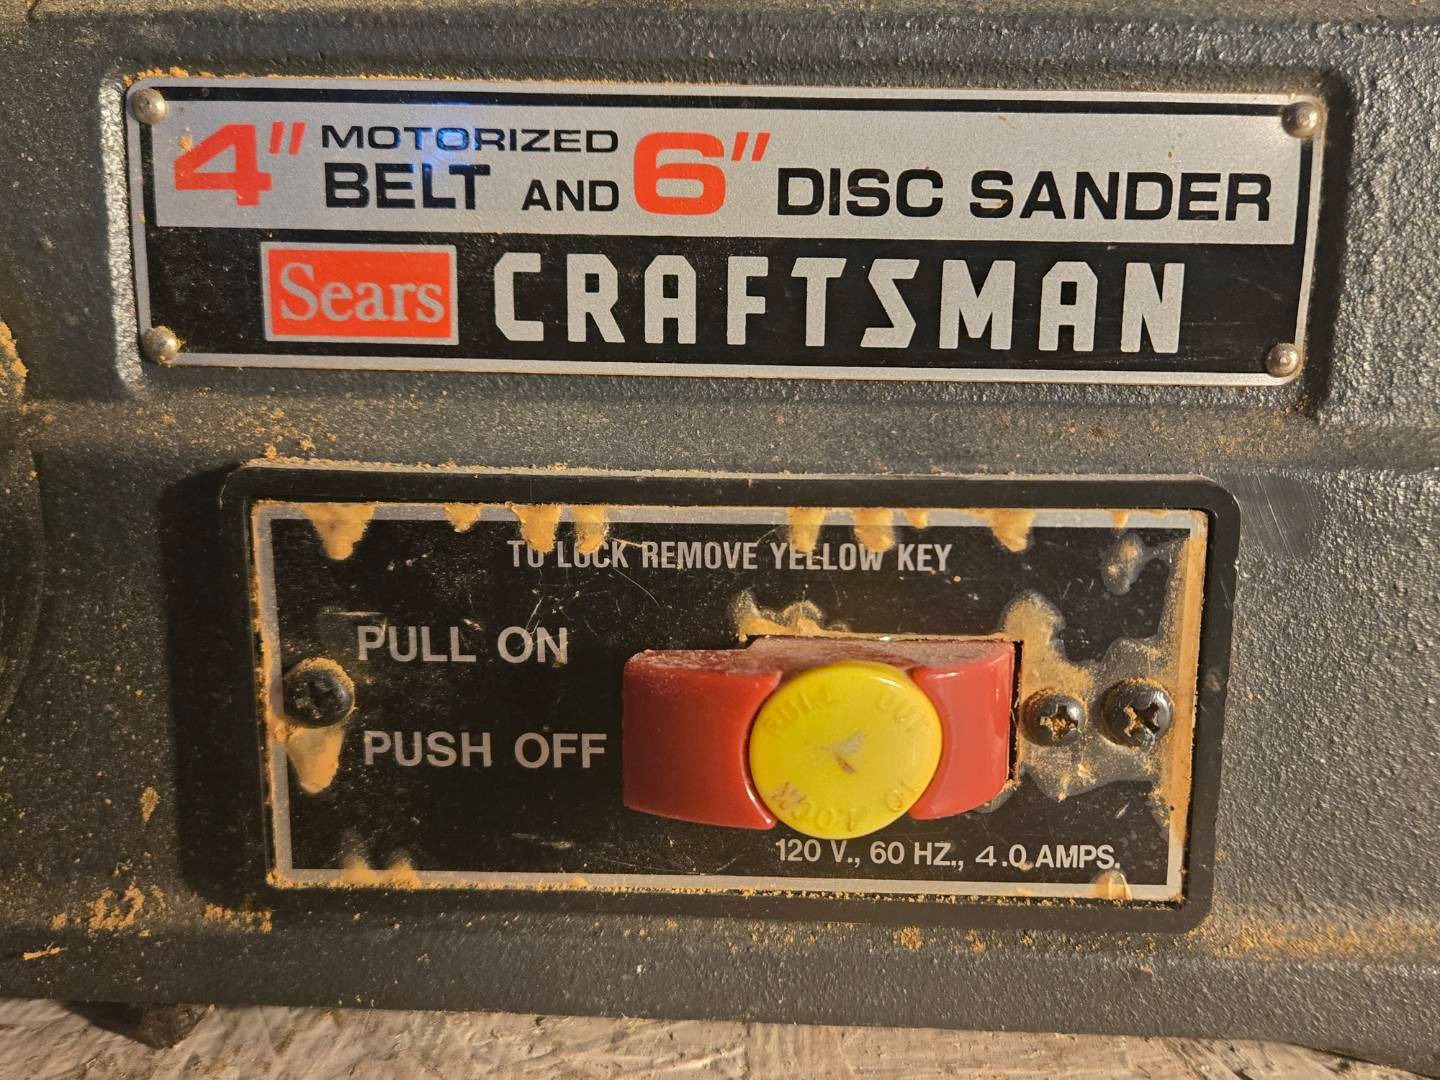 4" MOTORIZED
BELT AND 6" DISC SANDER
Sears CRAFTSMAN
TO LOCK REMOVE YELLOW KEY
PULL ON
PUSH OFF
PULL OUT
TO LOCK
120 V., 60 HZ., 4.0 AMPS.